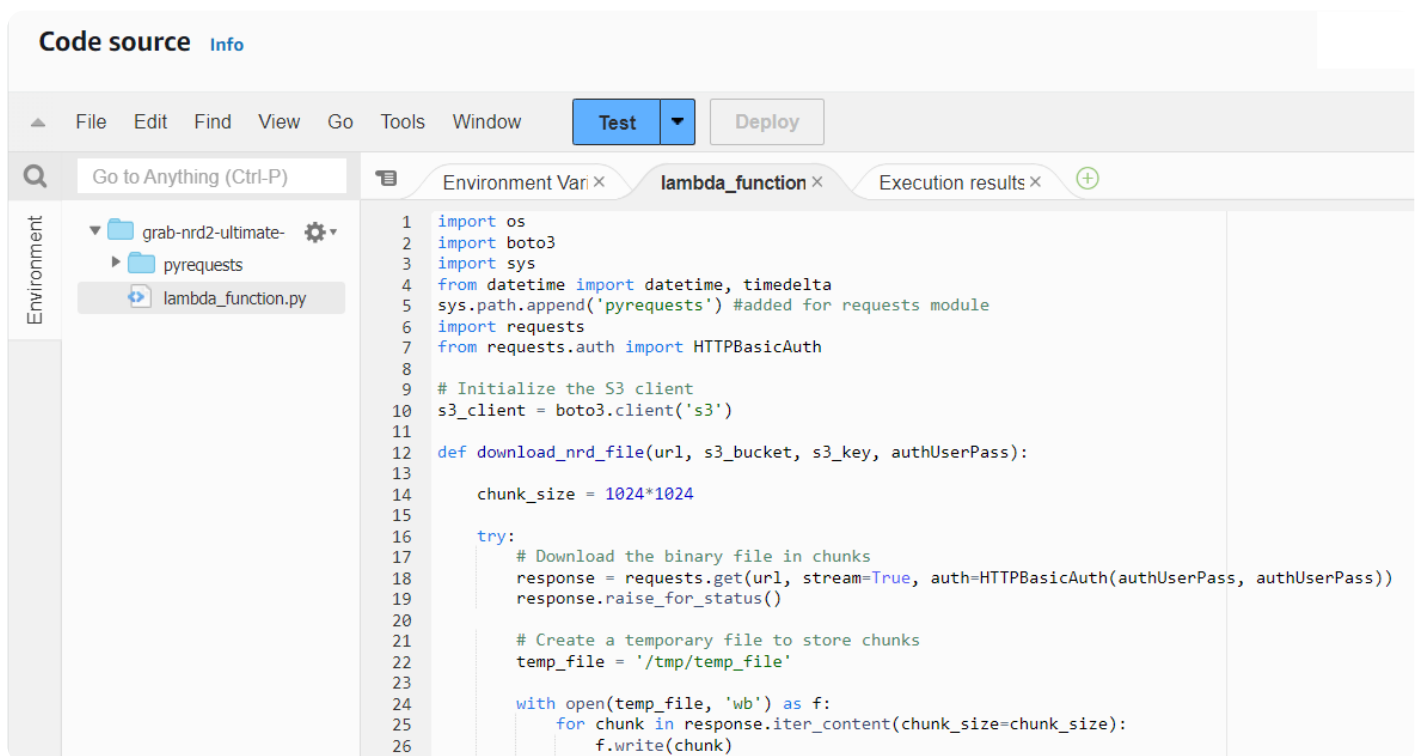 Code source Info
File Edit Find View Go Tools Window Test Deploy
Go to Anything (Ctrl-P)
Environment Vari × lambda_function × Execution results ×
Environment
grab-nrd2-ultimate-
pyrequests
lambda_function.py
1 import os
2 import boto3
3 import sys
4 from datetime import datetime, timedelta
5 sys.path.append('pyrequests') #added for requests module
6 import requests
7 from requests.auth import HTTPBasicAuth
8
9 # Initialize the S3 client
10 s3_client = boto3.client('s3')
11
12 def download_nrd_file(url, s3_bucket, s3_key, authUserPass):
13
14     chunk_size = 1024*1024
15
16     try:
17         # Download the binary file in chunks
18         response = requests.get(url, stream=True, auth=HTTPBasicAuth(authUserPass, authUserPass))
19         response.raise_for_status()
20
21         # Create a temporary file to store chunks
22         temp_file = '/tmp/temp_file'
23
24         with open(temp_file, 'wb') as f:
25             for chunk in response.iter_content(chunk_size=chunk_size):
26                 f.write(chunk)